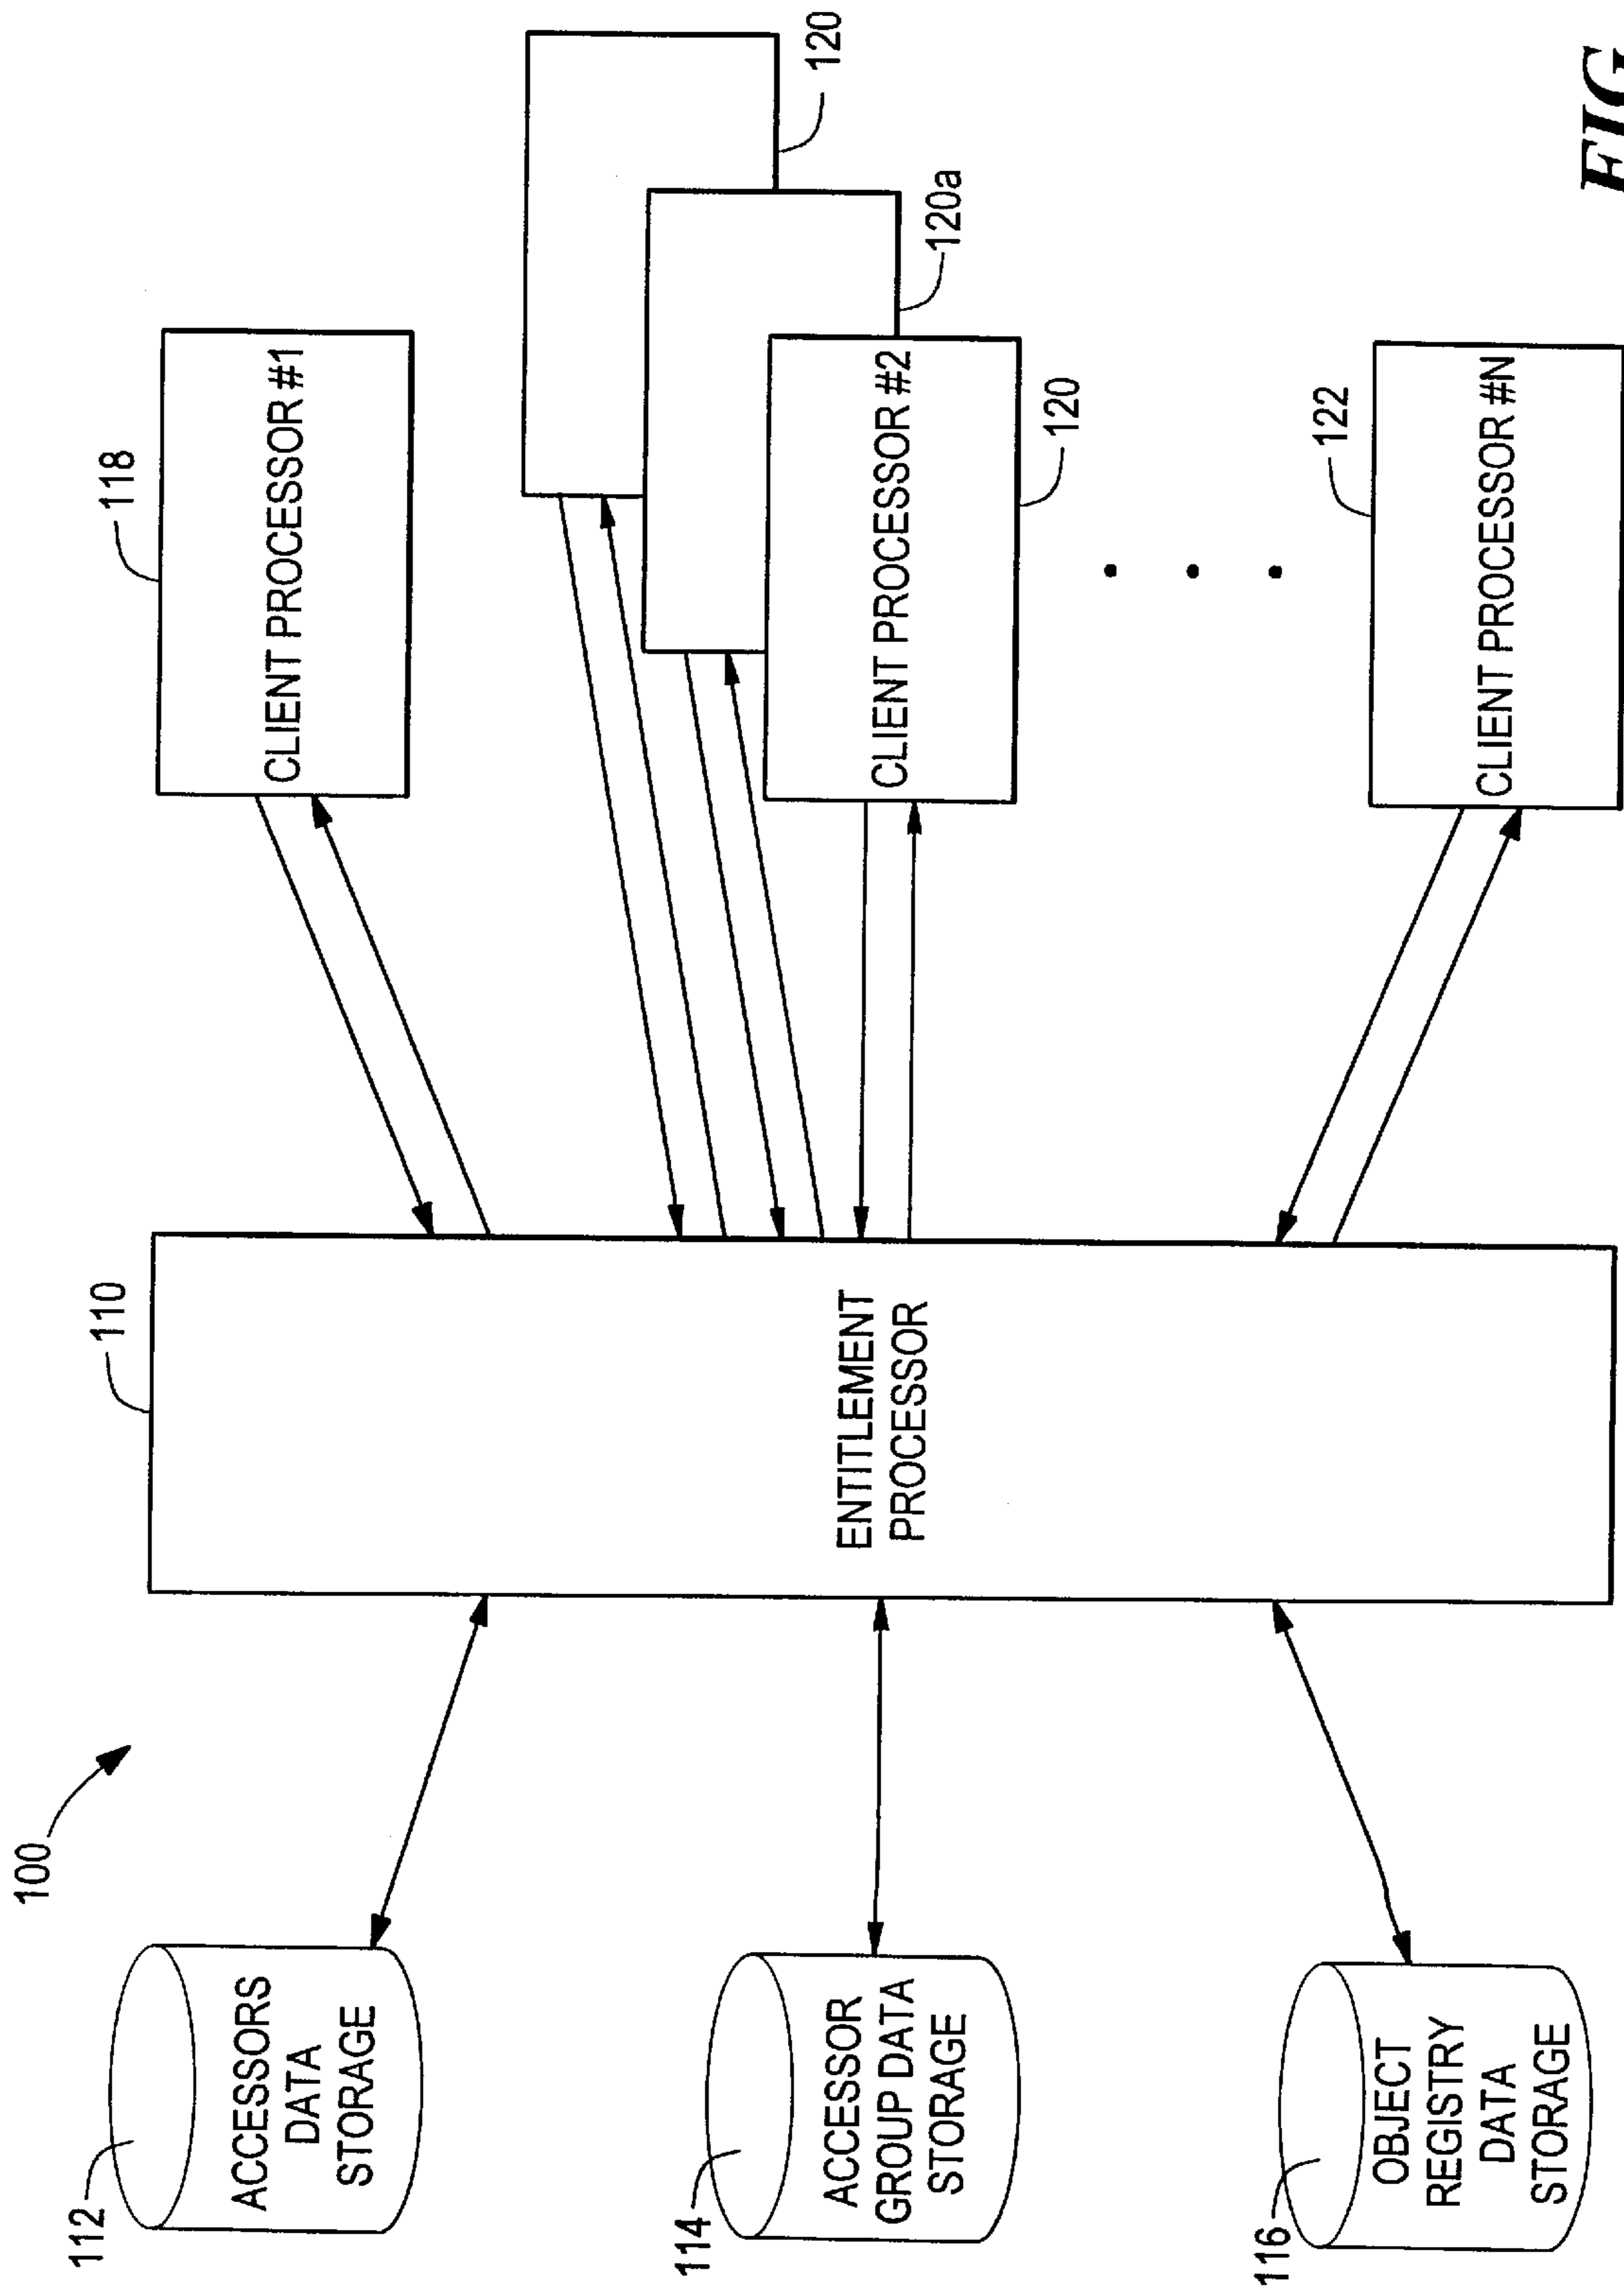 100
112
ACCESSORS
DATA
STORAGE
114
ACCESSOR
GROUP DATA
STORAGE
116
OBJECT
REGISTRY
DATA
STORAGE
110
ENTITLEMENT
PROCESSOR
118
CLIENT PROCESSOR #1
120
120a
CLIENT PROCESSOR #2
120
122
CLIENT PROCESSOR #N
FIG